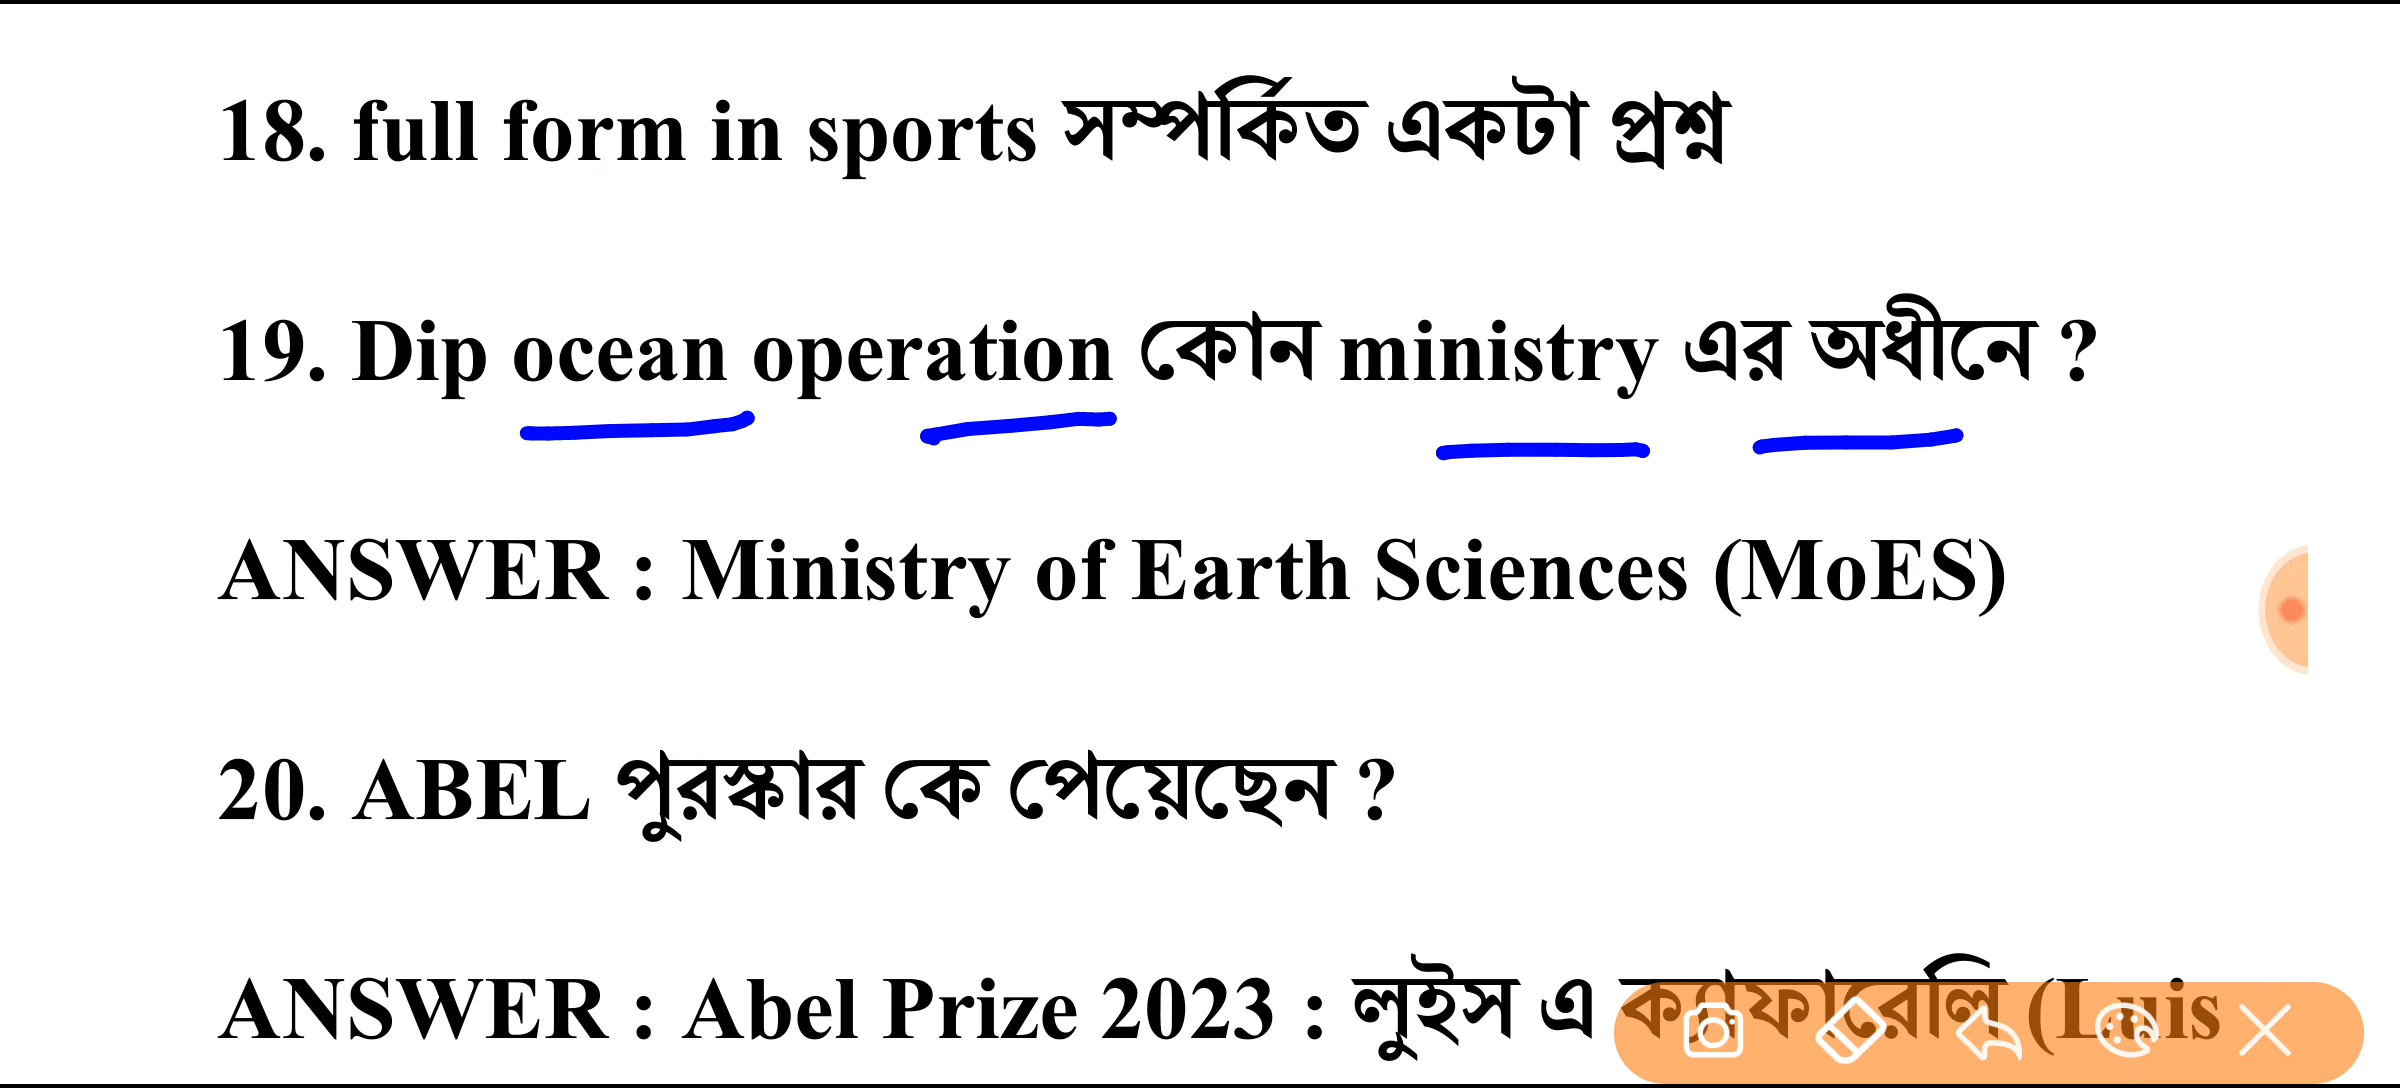 18. full form in sports সম্পর্কিত একটা প্রশ্ন
19. Dip ocean operation কোন ministry এর অধীনে ?
ANSWER : Ministry of Earth Sciences (MoES)
20. ABEL পুরস্কার কে পেয়েছেন ?
ANSWER : Abel Prize 2023 : লুইস এ ক্যাফারেলি (Luis